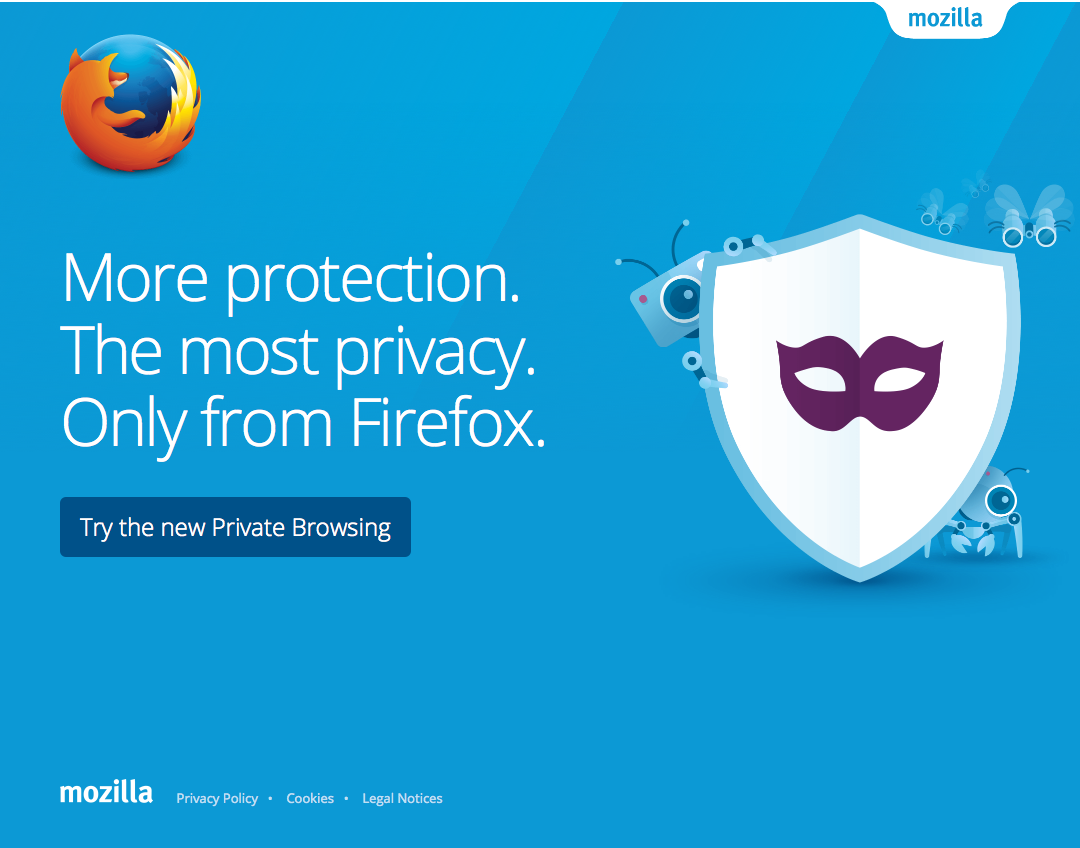 mozilla
More protection.
The most privacy.
Only from Firefox.
Try the new Private Browsing
mozilla
Privacy Policy • Cookies • Legal Notices